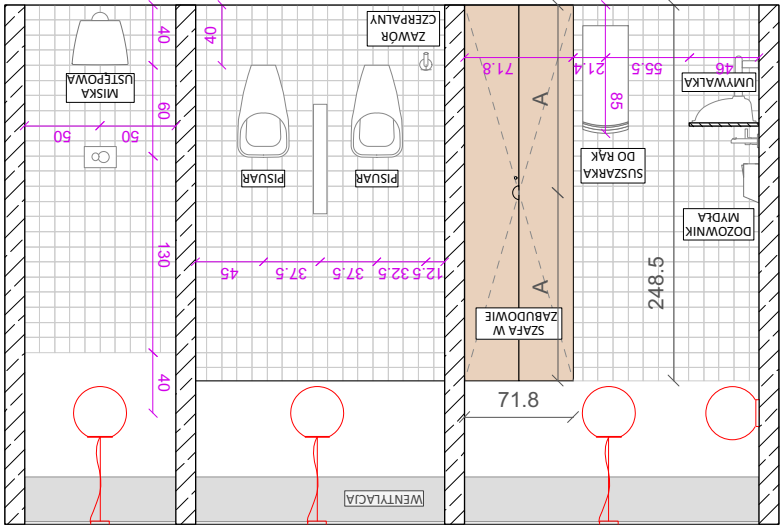 40
40
ZAWÓR
CZERPALNY
MISKA
USTĘPOWA
71.8
21.4
55.5
46
UMYWALKA
60
50
50
A
85
PISUAR
PISUAR
SUSZARKA
DO RĄK
DOZOWNIK
MYDŁA
130
45
37.5
37.5
32.5
12.5
A
248.5
SZAFA W
ZABUDOWIE
40
71.8
WENTYLACJA